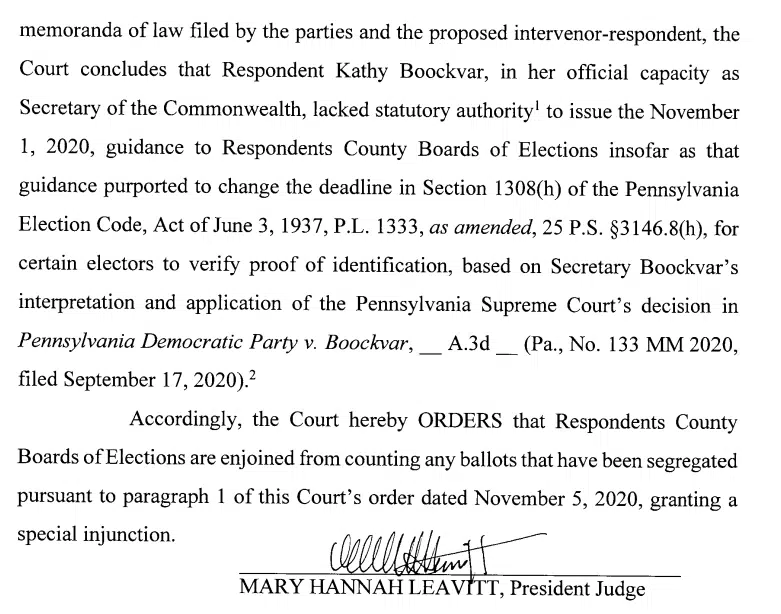 memoranda of law filed by the parties and the proposed intervenor-respondent, the
Court concludes that Respondent Kathy Boockvar, in her official capacity as
Secretary of the Commonwealth, lacked statutory authority¹ to issue the November
1, 2020, guidance to Respondents County Boards of Elections insofar as that
guidance purported to change the deadline in Section 1308(h) of the Pennsylvania
Election Code, Act of June 3, 1937, P.L. 1333, as amended, 25 P.S. §3146.8(h), for
certain electors to verify proof of identification, based on Secretary Boockvar's
interpretation and application of the Pennsylvania Supreme Court's decision in
Pennsylvania Democratic Party v. Boockvar, __ A.3d __ (Pa., No. 133 MM 2020,
filed September 17, 2020).²
Accordingly, the Court hereby ORDERS that Respondents County
Boards of Elections are enjoined from counting any ballots that have been segregated
pursuant to paragraph 1 of this Court's order dated November 5, 2020, granting a
special injunction.
MARY HANNAH LEAVITT, President Judge